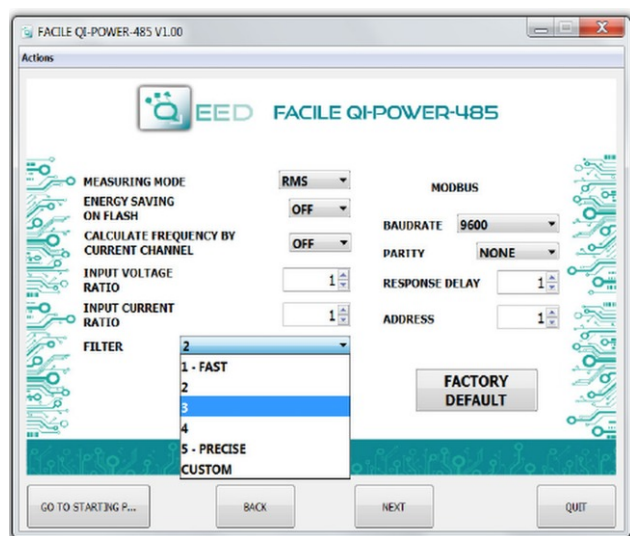 FACILE QI-POWER-485 V1.00
Actions
QEED FACILE QI-POWER-485
MEASURING MODE RMS
ENERGY SAVING
ON FLASH OFF
CALCULATE FREQUENCY BY
CURRENT CHANNEL OFF
INPUT VOLTAGE
RATIO 1
INPUT CURRENT
RATIO 1
FILTER 2
1 - FAST
2
3
4
5 - PRECISE
CUSTOM
MODBUS
BAUDRATE 9600
PARITY NONE
RESPONSE DELAY 1
ADDRESS 1
FACTORY
DEFAULT
GO TO STARTING P... BACK NEXT QUIT